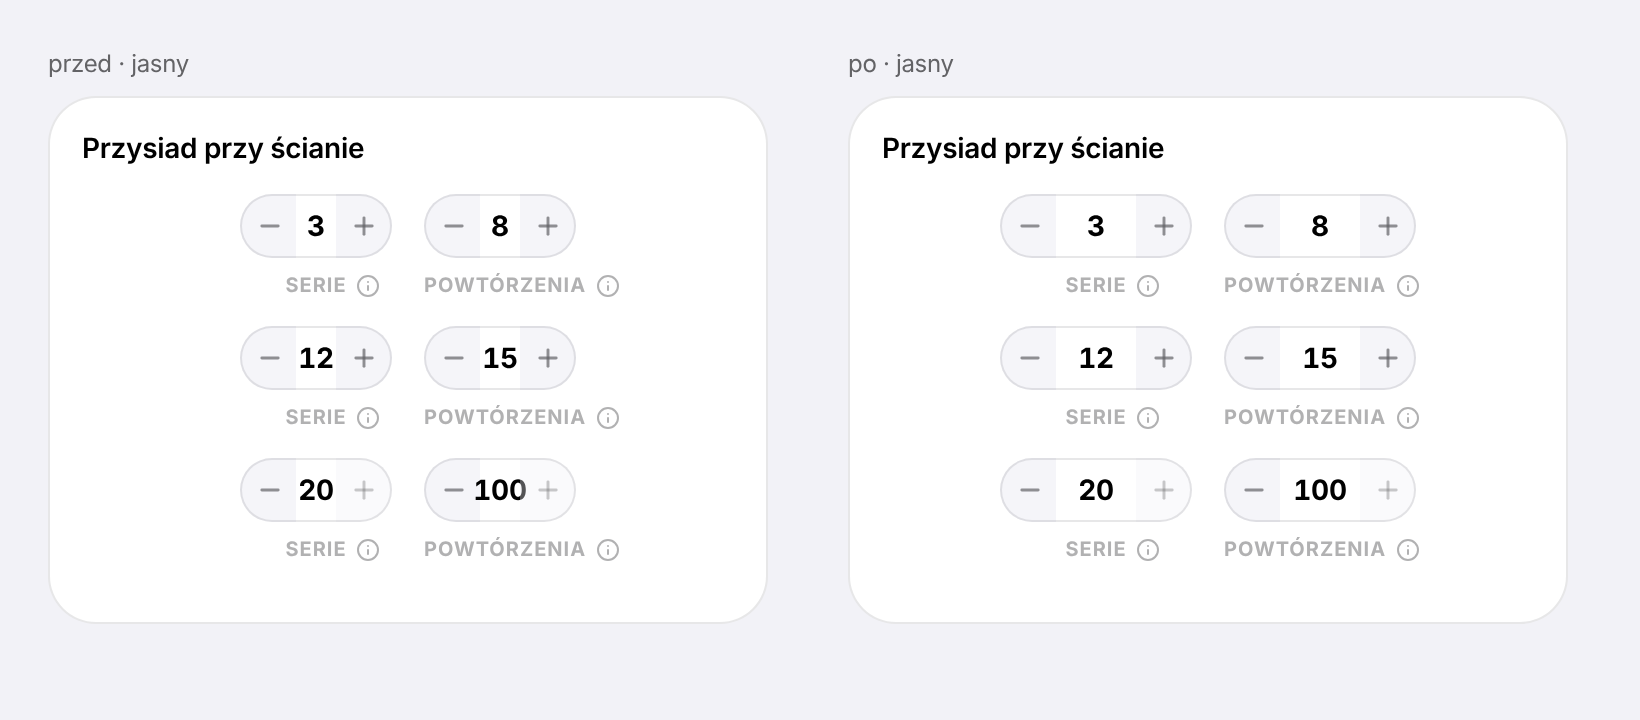 przed · jasny
Przysiad przy ścianie
− 3 + − 8 +
SERIE POWTÓRZENIA
− 12 + − 15 +
SERIE POWTÓRZENIA
− 20 + − 100 +
SERIE POWTÓRZENIA
po · jasny
Przysiad przy ścianie
− 3 + − 8 +
SERIE POWTÓRZENIA
− 12 + − 15 +
SERIE POWTÓRZENIA
− 20 + − 100 +
SERIE POWTÓRZENIA